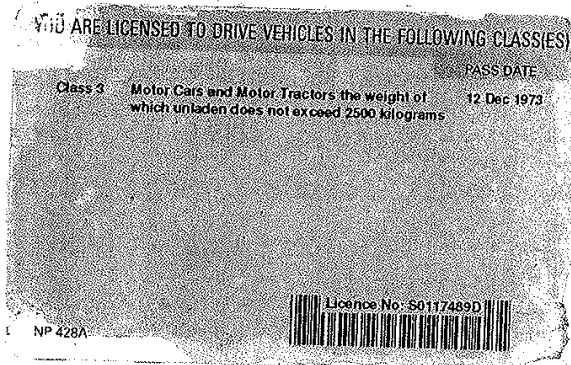 YOU ARE LICENSED TO DRIVE VEHICLES IN THE FOLLOWING CLASS(ES)
PASS DATE
Class 3 Motor Cars and Motor Tractors the weight of 12 Dec 1973
which unladen does not exceed 2500 kilograms
Licence No: S0117489D
NP 428A